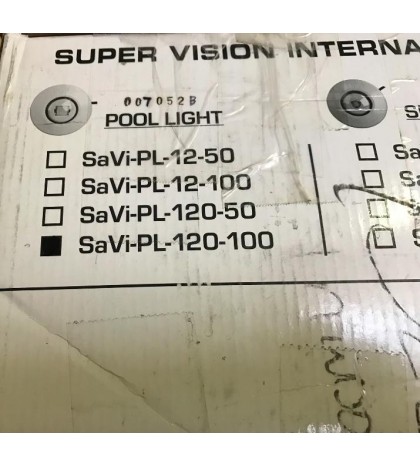 SUPER VISION INTERNA
007052B
POOL LIGHT
SaVi-PL-12-50
SaVi-PL-12-100
SaVi-PL-120-50
SaVi-PL-120-100